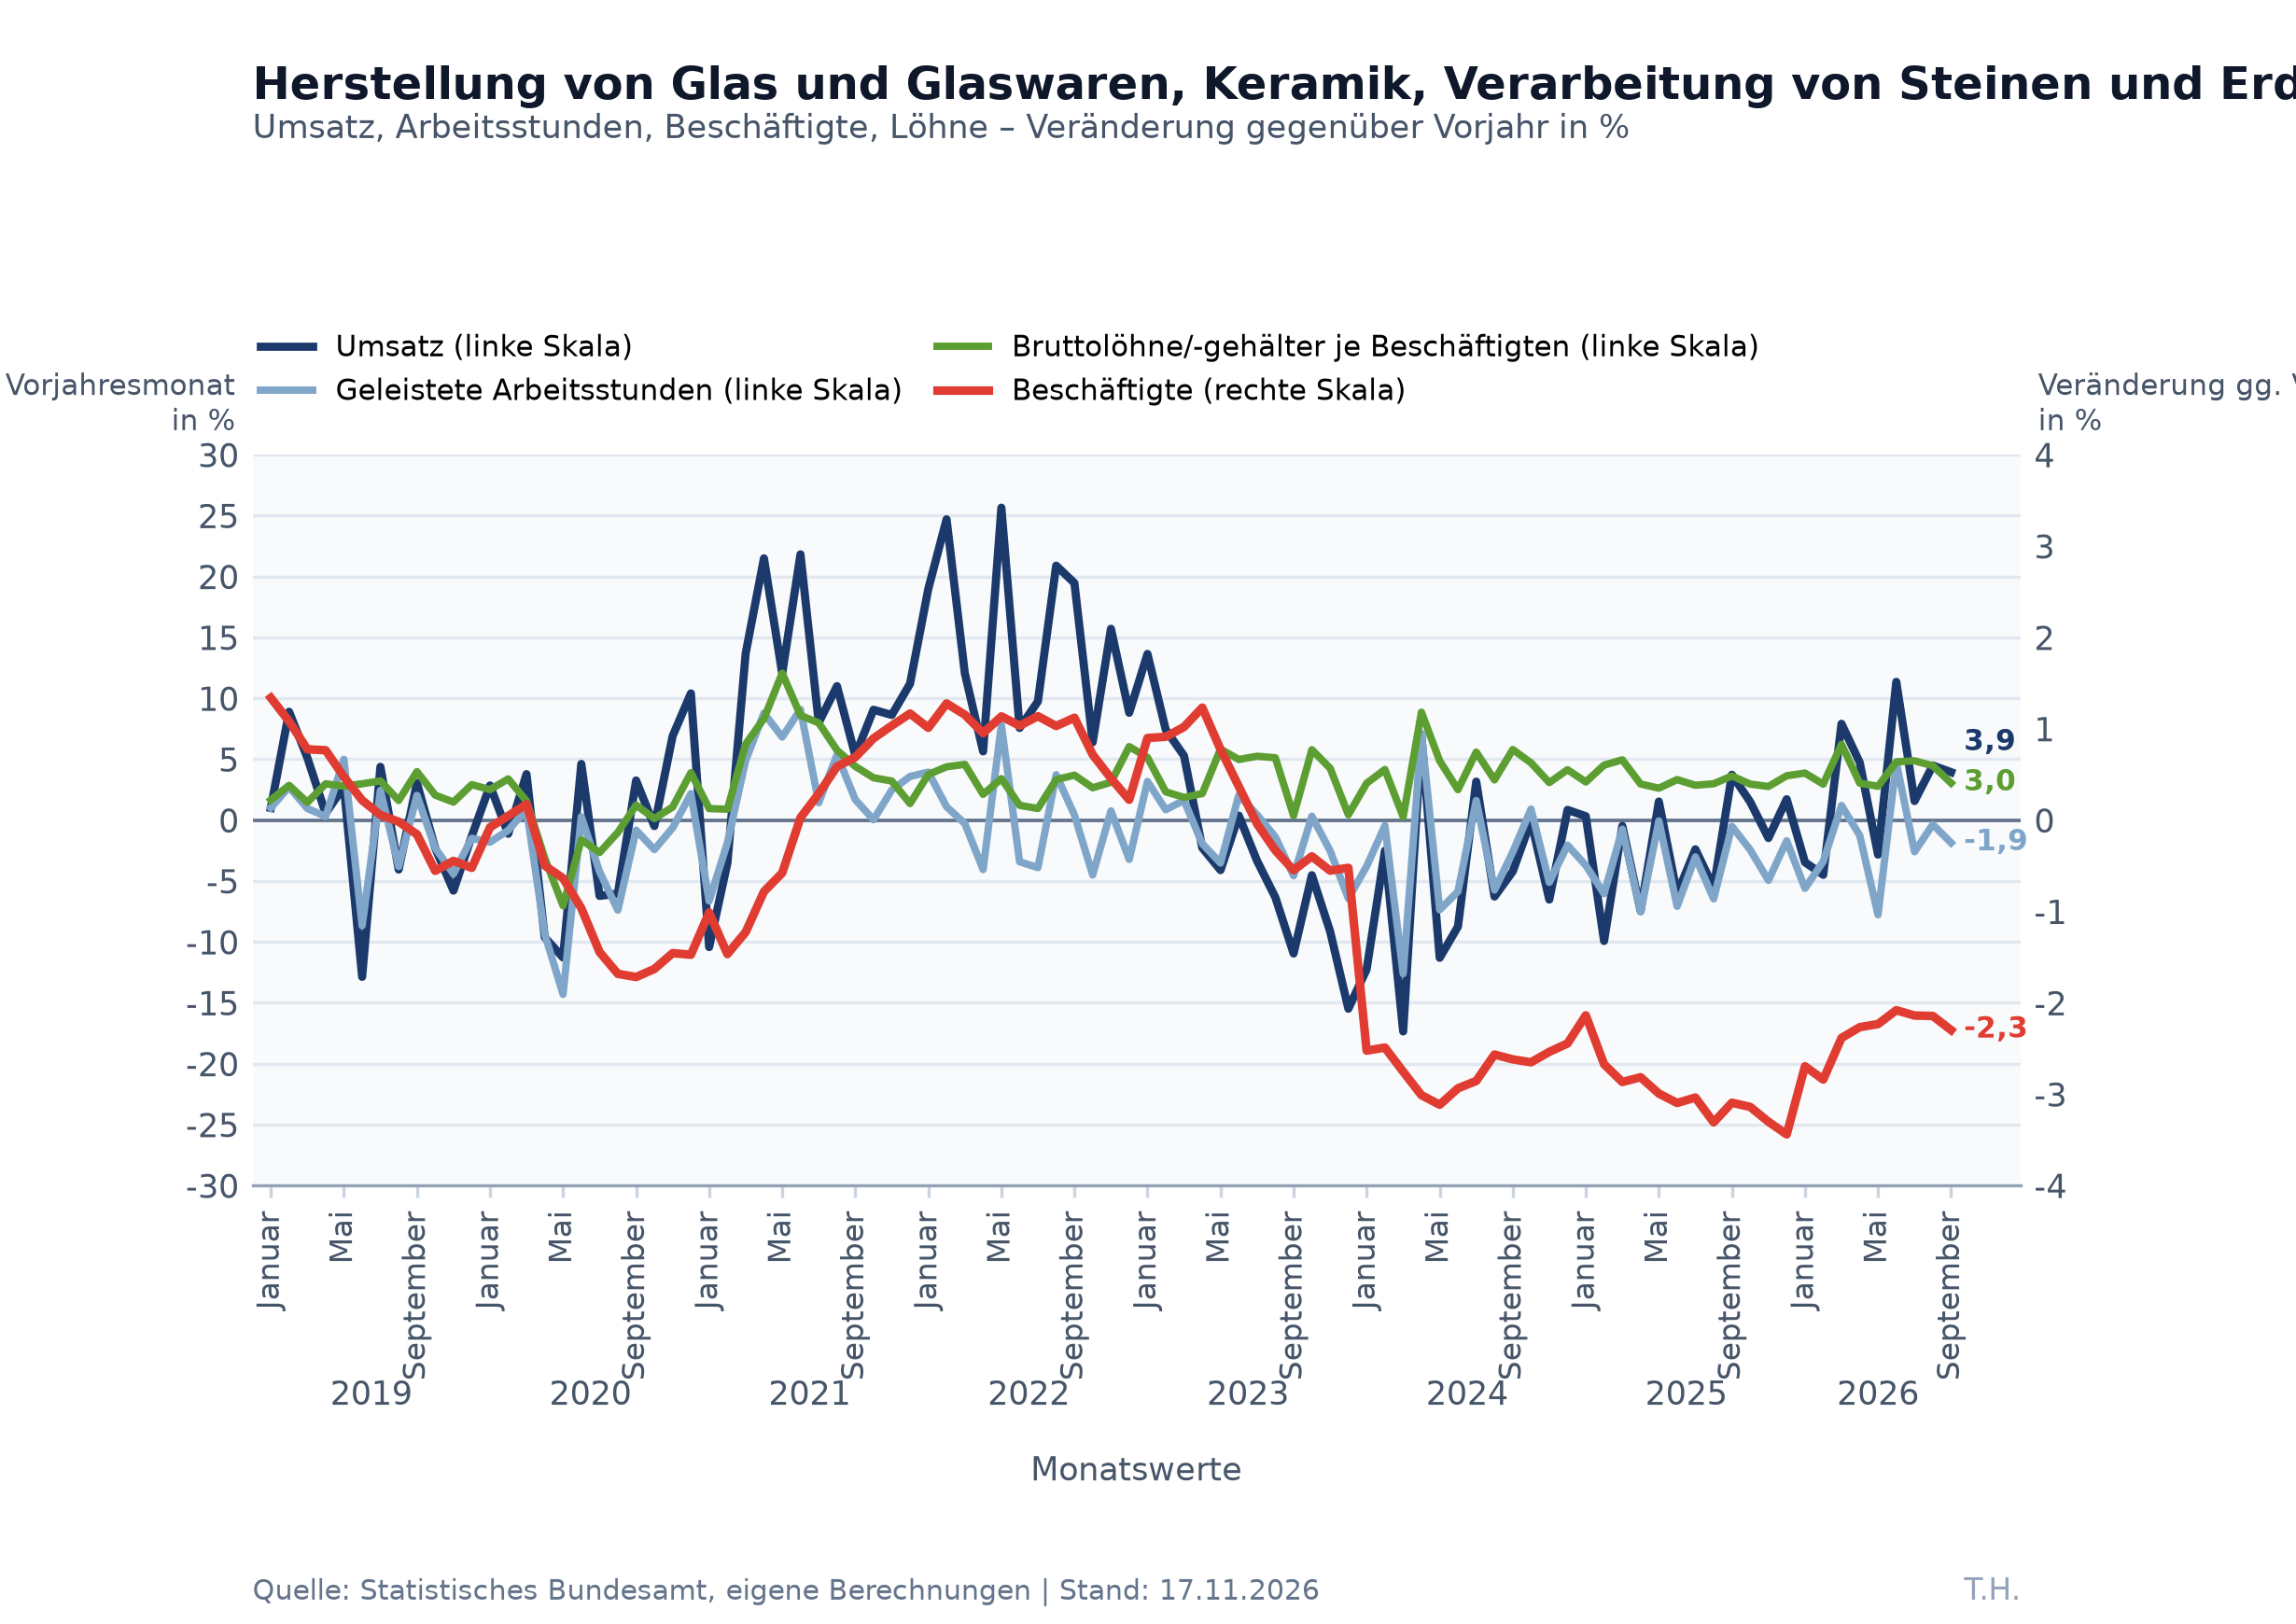 Herstellung von Glas und Glaswaren, Keramik, Verarbeitung von Steinen und Erd
Umsatz, Arbeitsstunden, Beschäftigte, Löhne – Veränderung gegenüber Vorjahr in %
Umsatz (linke Skala)
Bruttolöhne/-gehälter je Beschäftigten (linke Skala)
Geleistete Arbeitsstunden (linke Skala)
Beschäftigte (rechte Skala)
Vorjahresmonat
in %
Veränderung gg.
in %
30
25
20
15
10
5
0
-5
-10
-15
-20
-25
-30
4
3
2
1
0
-1
-2
-3
-4
3,9
3,0
-1,9
-2,3
Januar
Mai
September
Januar
Mai
September
Januar
Mai
September
Januar
Mai
September
Januar
Mai
September
Januar
Mai
September
Januar
Mai
September
Januar
Mai
September
2019
2020
2021
2022
2023
2024
2025
2026
Monatswerte
Quelle: Statistisches Bundesamt, eigene Berechnungen | Stand: 17.11.2026
T.H.